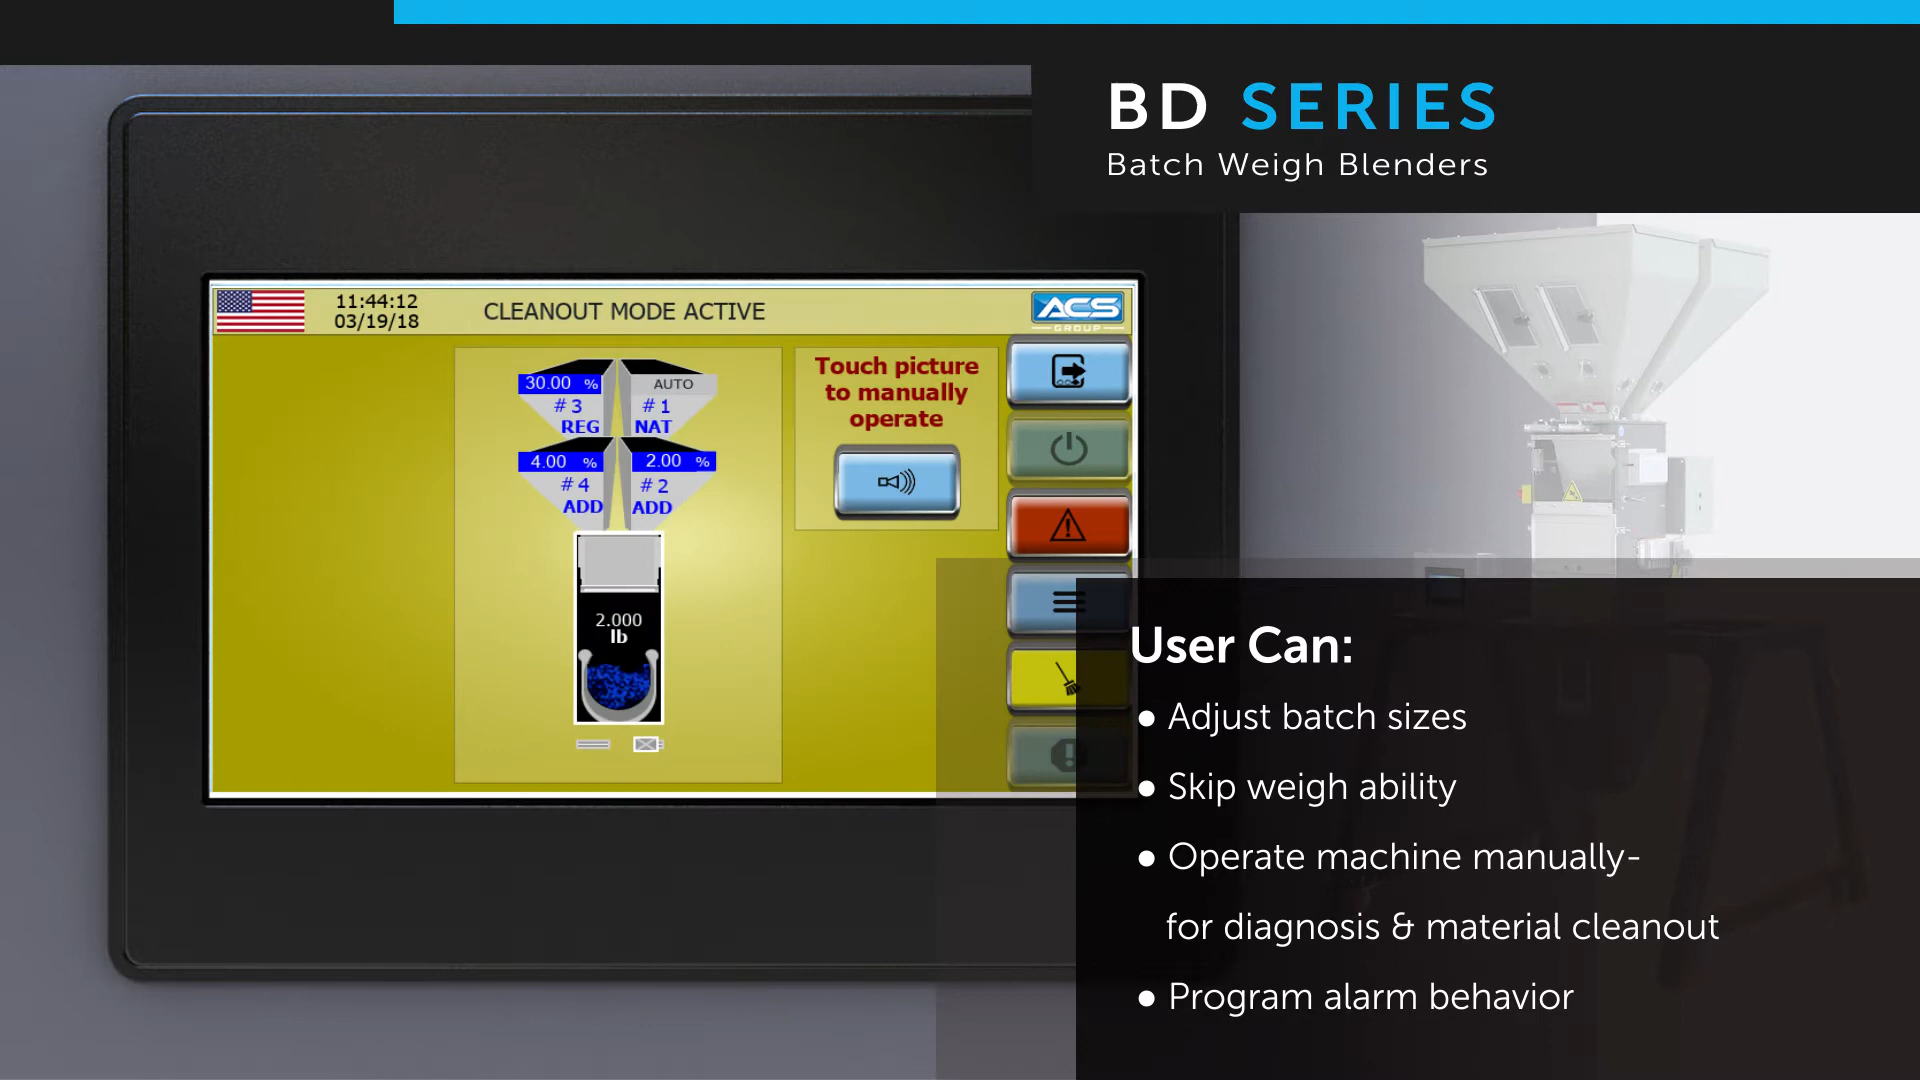 BD SERIES
Batch Weigh Blenders
11:44:12
03/19/18
CLEANOUT MODE ACTIVE
ACS
GROUP
30.00 %
#3
REG
AUTO
#1
NAT
4.00 %
#4
ADD
2.00 %
#2
ADD
2.000
lb
Touch picture
to manually
operate
User Can:
● Adjust batch sizes
● Skip weigh ability
● Operate machine manually-
for diagnosis & material cleanout
● Program alarm behavior